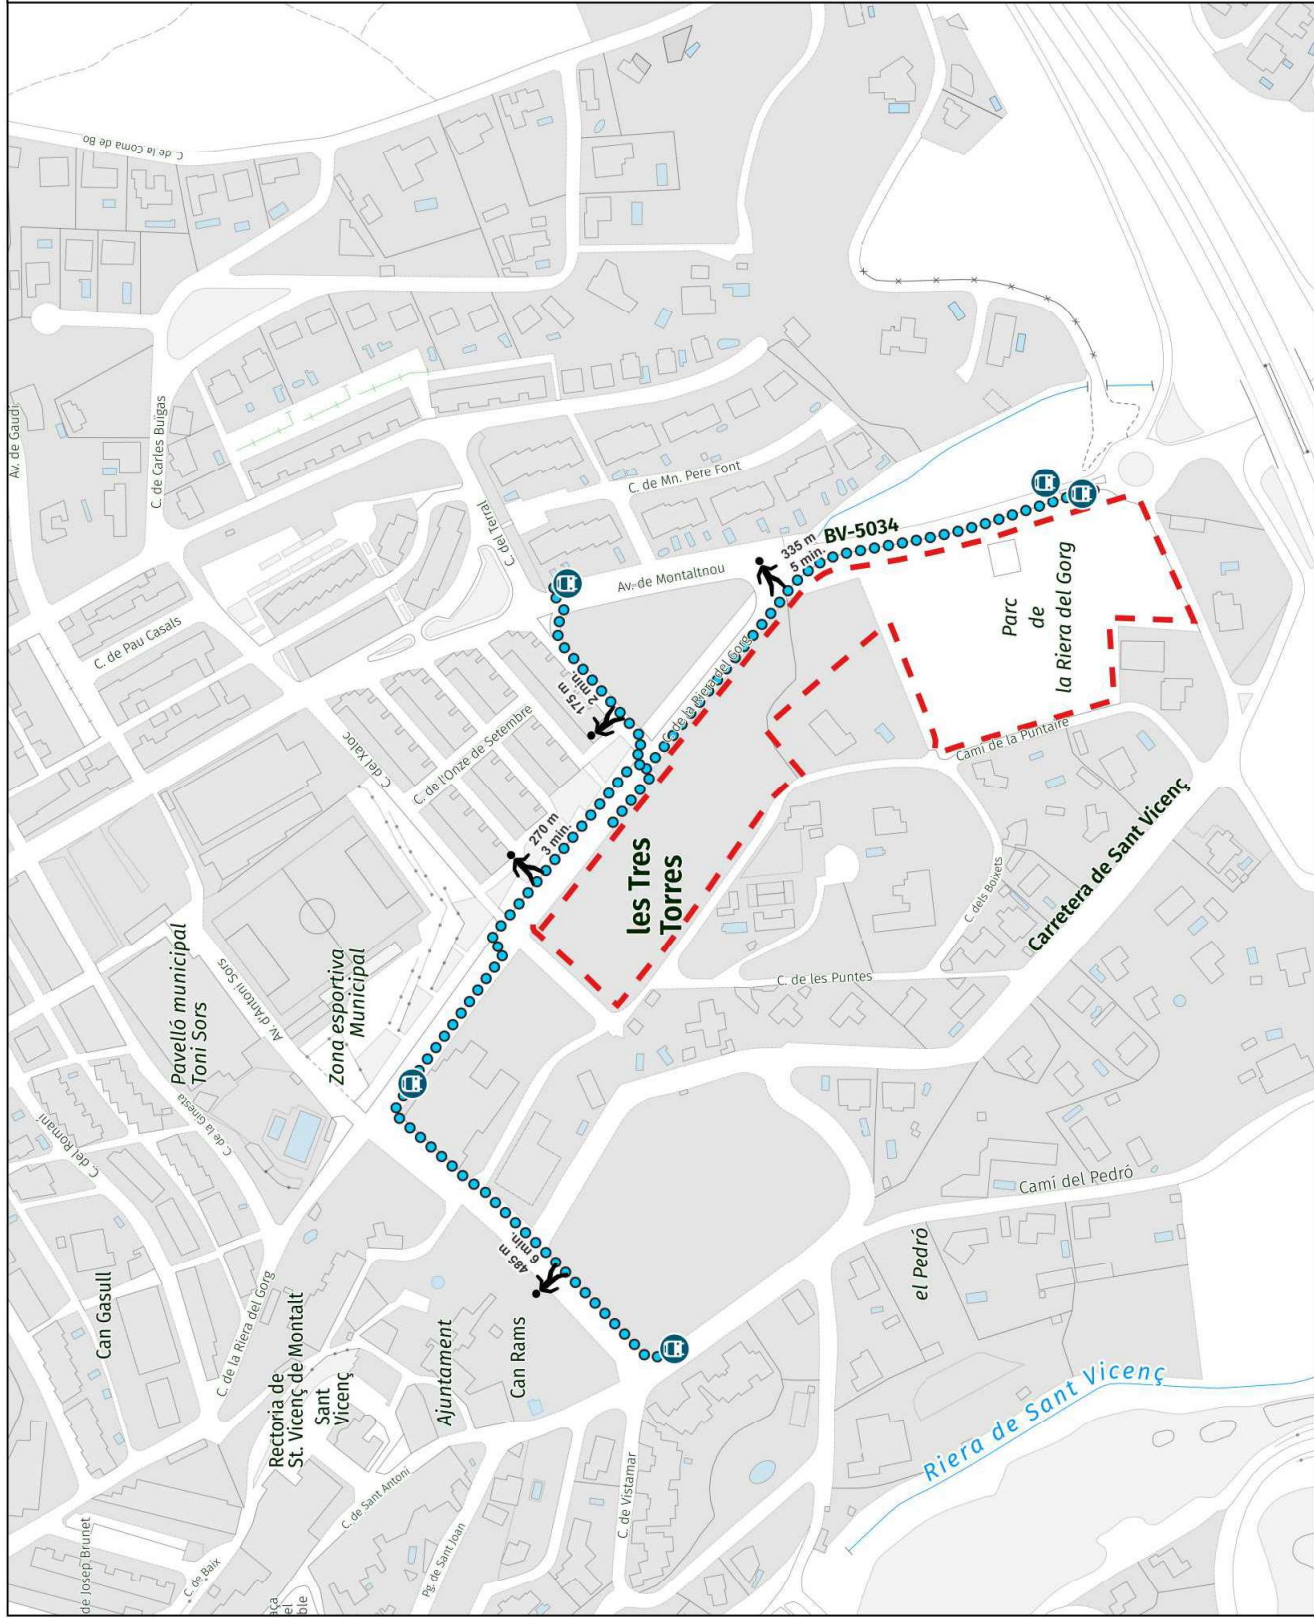 C. de la Coma de Bo
Av. de Gaudí
C. de Carles Buïgas
C. de Mn. Pere Font
C. del Terral
Av. de Montaltnou
335 m
5 min.
BV-5034
Parc
de
la Riera del Gorg
C. de Pau Casals
175 m
2 min.
C. de la Riera del Gorg
C. de l'Onze de Setembre
C. del Xaloc
270 m
3 min.
Camí de la Puntaire
les Tres
Torres
C. dels Boixets
Carretera de Sant Vicenç
C. de les Puntes
Pavelló municipal
Toni Sors
Av. d'Antoni Sors
Zona esportiva
Municipal
C. del Romaní
C. de la Ginesta
Camí del Pedró
el Pedró
485 m
6 min.
Can Gasull
C. de la Riera del Gorg
Rectoria de
St. Vicenç de Montalt
Sant
Vicenç
Ajuntament
Can Rams
Riera de Sant Vicenç
C. de Vistamar
C. de Sant Antoni
Pg. de Sant Joan
de Josep Brunet
C. de Baix
aça
el
ble